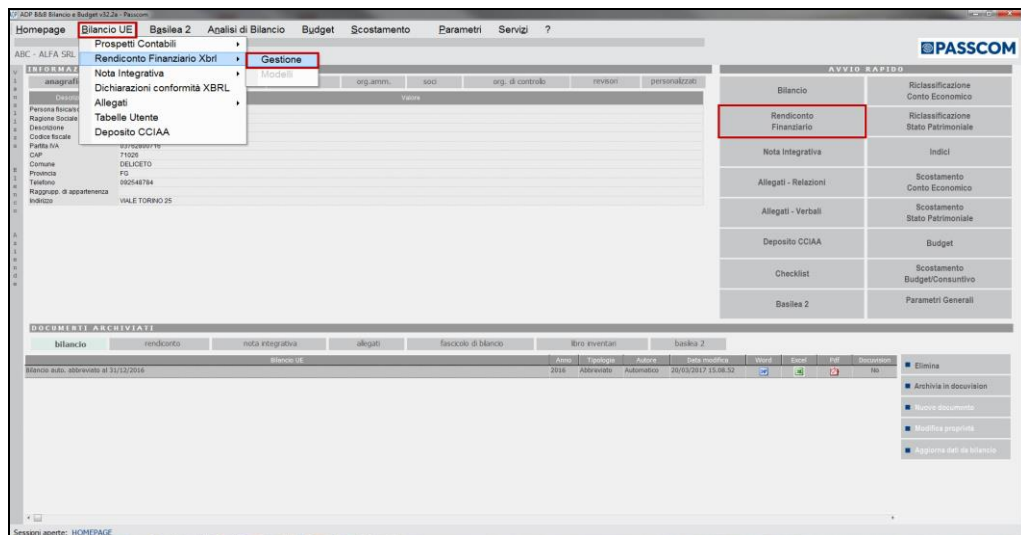 ADP B&B Bilancio e Budget v32.2a - Passcom
Homepage Bilancio UE Basilea 2 Analisi di Bilancio Budget Scostamento Parametri Servizi ?
Prospetti Contabili
Rendiconto Finanziario Xbrl
Nota Integrativa
Dichiarazioni conformità XBRL
Allegati
Tabelle Utente
Deposito CCIAA
Gestione
Modelli
PASSCOM
ABC - ALFA SRL
org.amm. soci org. di controllo revisori personalizzati
Valore
Ragione Sociale
Descrizione
Codice fiscale
Partita IVA
CAP 71026
Comune DELICETO
Provincia FG
Telefono 092548784
Raggrupp. di appartenenza
Indirizzo VIALE TORINO 25
AVVIO RAPIDO
Bilancio
Riclassificazione
Conto Economico
Rendiconto
Finanziario
Riclassificazione
Stato Patrimoniale
Nota Integrativa
Indici
Allegati - Relazioni
Scostamento
Conto Economico
Allegati - Verbali
Scostamento
Stato Patrimoniale
Deposito CCIAA
Budget
Checklist
Scostamento
Budget/Consuntivo
Basilea 2
Parametri Generali
DOCUMENTI ARCHIVIATI
bilancio rendiconto nota integrativa allegati fascicolo di bilancio libro inventari basilea 2
Bilancio UE Anno Tipologia Autore Data modifica Word Excel Pdf Docuvision
Bilancio auto. abbreviato al 31/12/2016 2016 Abbreviato Automatico 20/03/2017 15.06.52 No
Elimina
Archivia in docuvision
Nuovo documento
Modifica proprietà
Aggiorna dati da bilancio
Sessioni aperte: HOMEPAGE